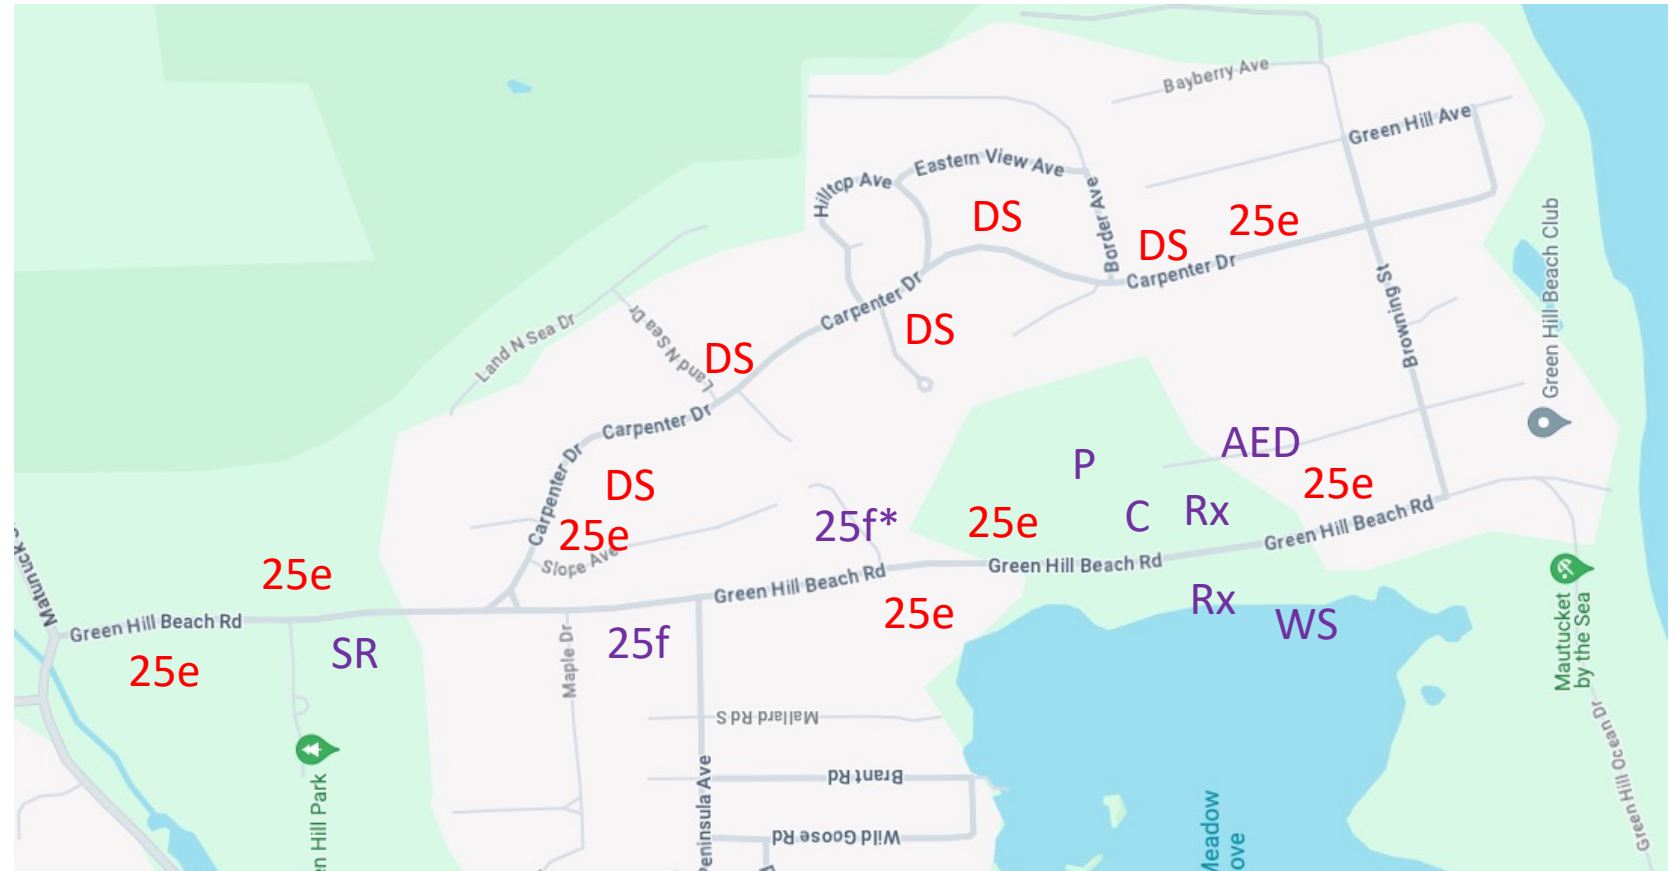 Bayberry Ave
Green Hill Ave
Eastern View Ave
Hilltop Ave
Border Ave
DS
25e
DS
Carpenter Dr
Green Hill Beach Club
Land N Sea Dr
Land N Sea Dr
Carpenter Dr
DS
DS
Browning St
Carpenter Dr
Carpenter Dr
DS
25e
Slope Ave
25f*
25e
P
AED
C
Rx
25e
Green Hill Beach Rd
Green Hill Beach Rd
Green Hill Beach Rd
Matunuck
25e
Green Hill Beach Rd
25e
SR
Maple Dr
25f
25e
Rx
WS
Mautucket
by the Sea
Mallard Rd S
Brant Rd
Wild Goose Rd
Peninsula Ave
en Hill Park
Meadow
ove
Green Hill Ocean Dr